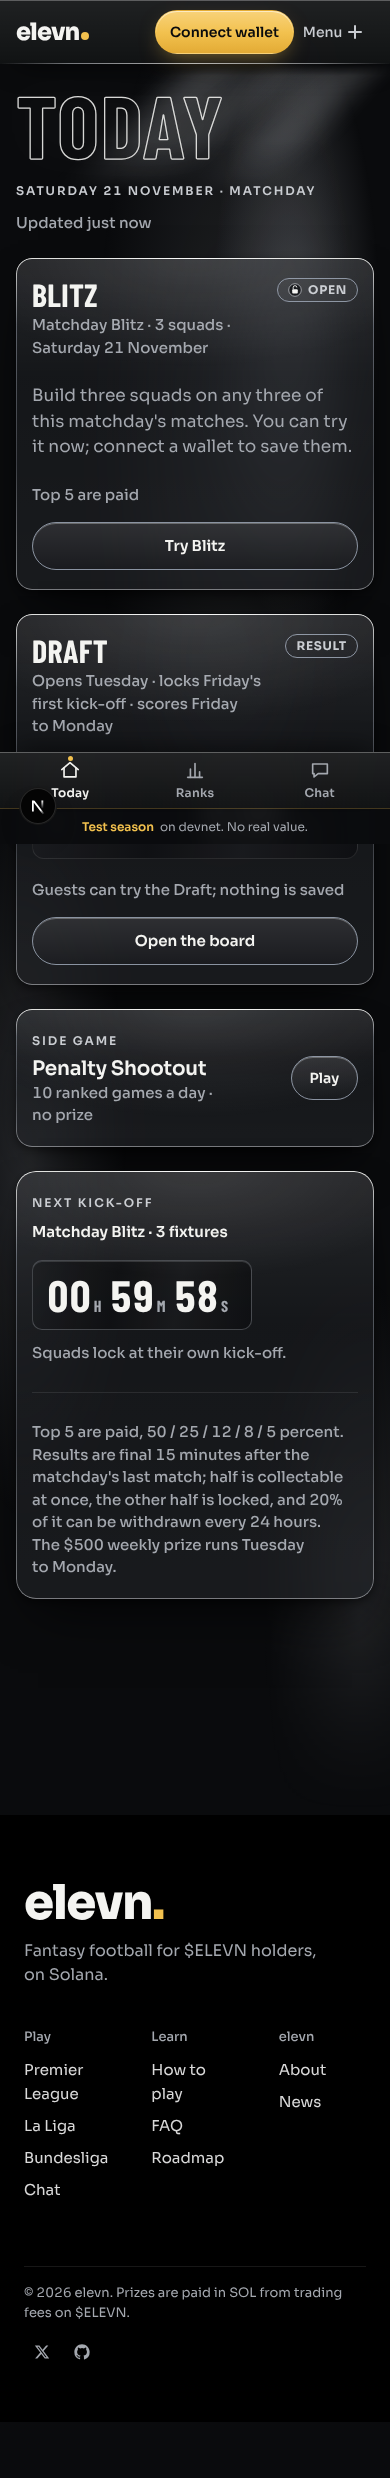 elevn.
Connect wallet
Menu
TODAY
SATURDAY 21 NOVEMBER · MATCHDAY
Updated just now
BLITZ
OPEN
Matchday Blitz · 3 squads ·
Saturday 21 November
Build three squads on any three of
this matchday's matches. You can try
it now; connect a wallet to save them.
Top 5 are paid
Try Blitz
DRAFT
RESULT
Opens Tuesday · locks Friday's
first kick-off · scores Friday
to Monday
Today
Ranks
Chat
N
Test season on devnet. No real value.
Guests can try the Draft; nothing is saved
Open the board
SIDE GAME
Penalty Shootout
10 ranked games a day ·
no prize
Play
NEXT KICK-OFF
Matchday Blitz · 3 fixtures
00 H 59 M 58 S
Squads lock at their own kick-off.
Top 5 are paid, 50 / 25 / 12 / 8 / 5 percent.
Results are final 15 minutes after the
matchday's last match; half is collectable
at once, the other half is locked, and 20%
of it can be withdrawn every 24 hours.
The $500 weekly prize runs Tuesday
to Monday.
elevn.
Fantasy football for $ELEVN holders,
on Solana.
Play
Premier
League
La Liga
Bundesliga
Chat
Learn
How to
play
FAQ
Roadmap
elevn
About
News
© 2026 elevn. Prizes are paid in SOL from trading
fees on $ELEVN.